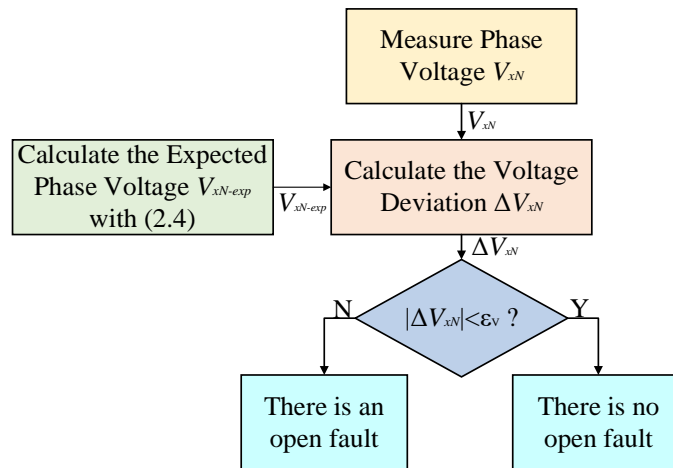 Measure Phase
Voltage VxN
VxN
Calculate the Expected
Phase Voltage VxN-exp
with (2.4)
VxN-exp
Calculate the Voltage
Deviation ΔVxN
ΔVxN
N
|ΔVxN|<εv ?
Y
There is an
open fault
There is no
open fault